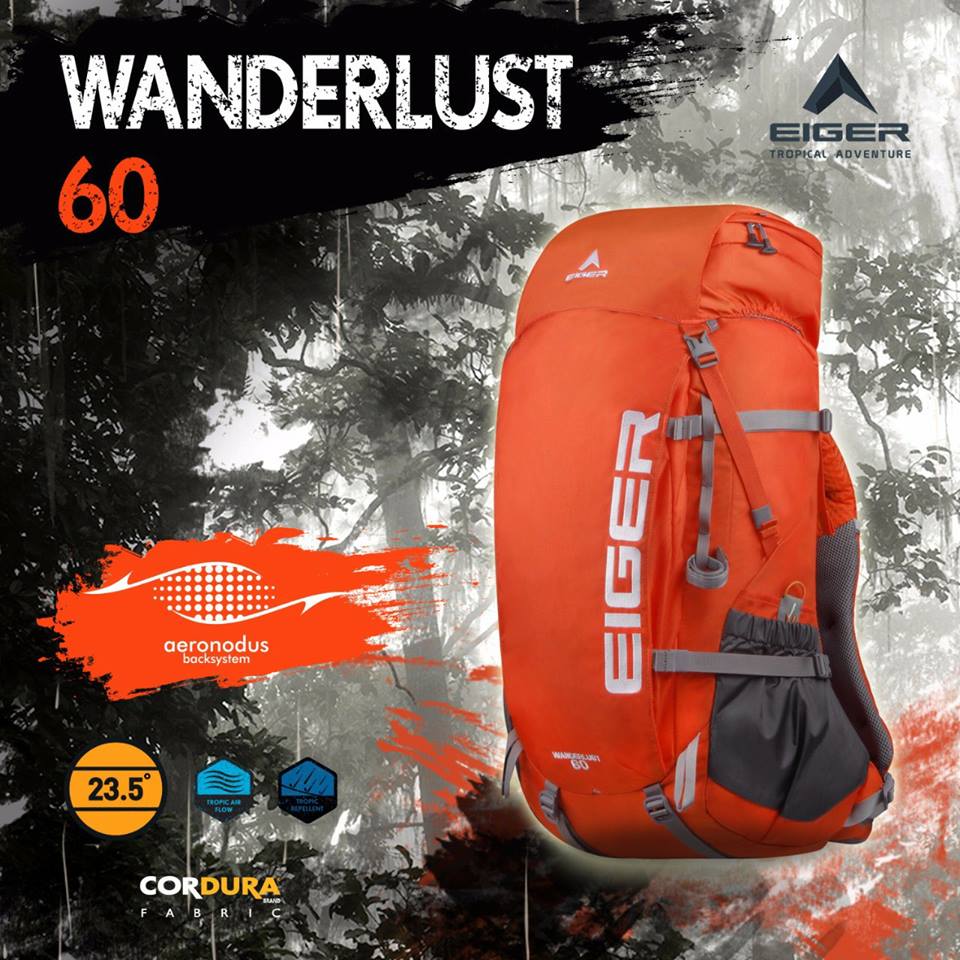 WANDERLUST
60
EIGER
TROPICAL ADVENTURE
EIGER
EIGER
WANDERLUST
60
aeronodus
backsystem
23.5°
TROPIC AIR
FLOW
TROPIC
REPELLENT
CORDURA
BRAND
FABRIC